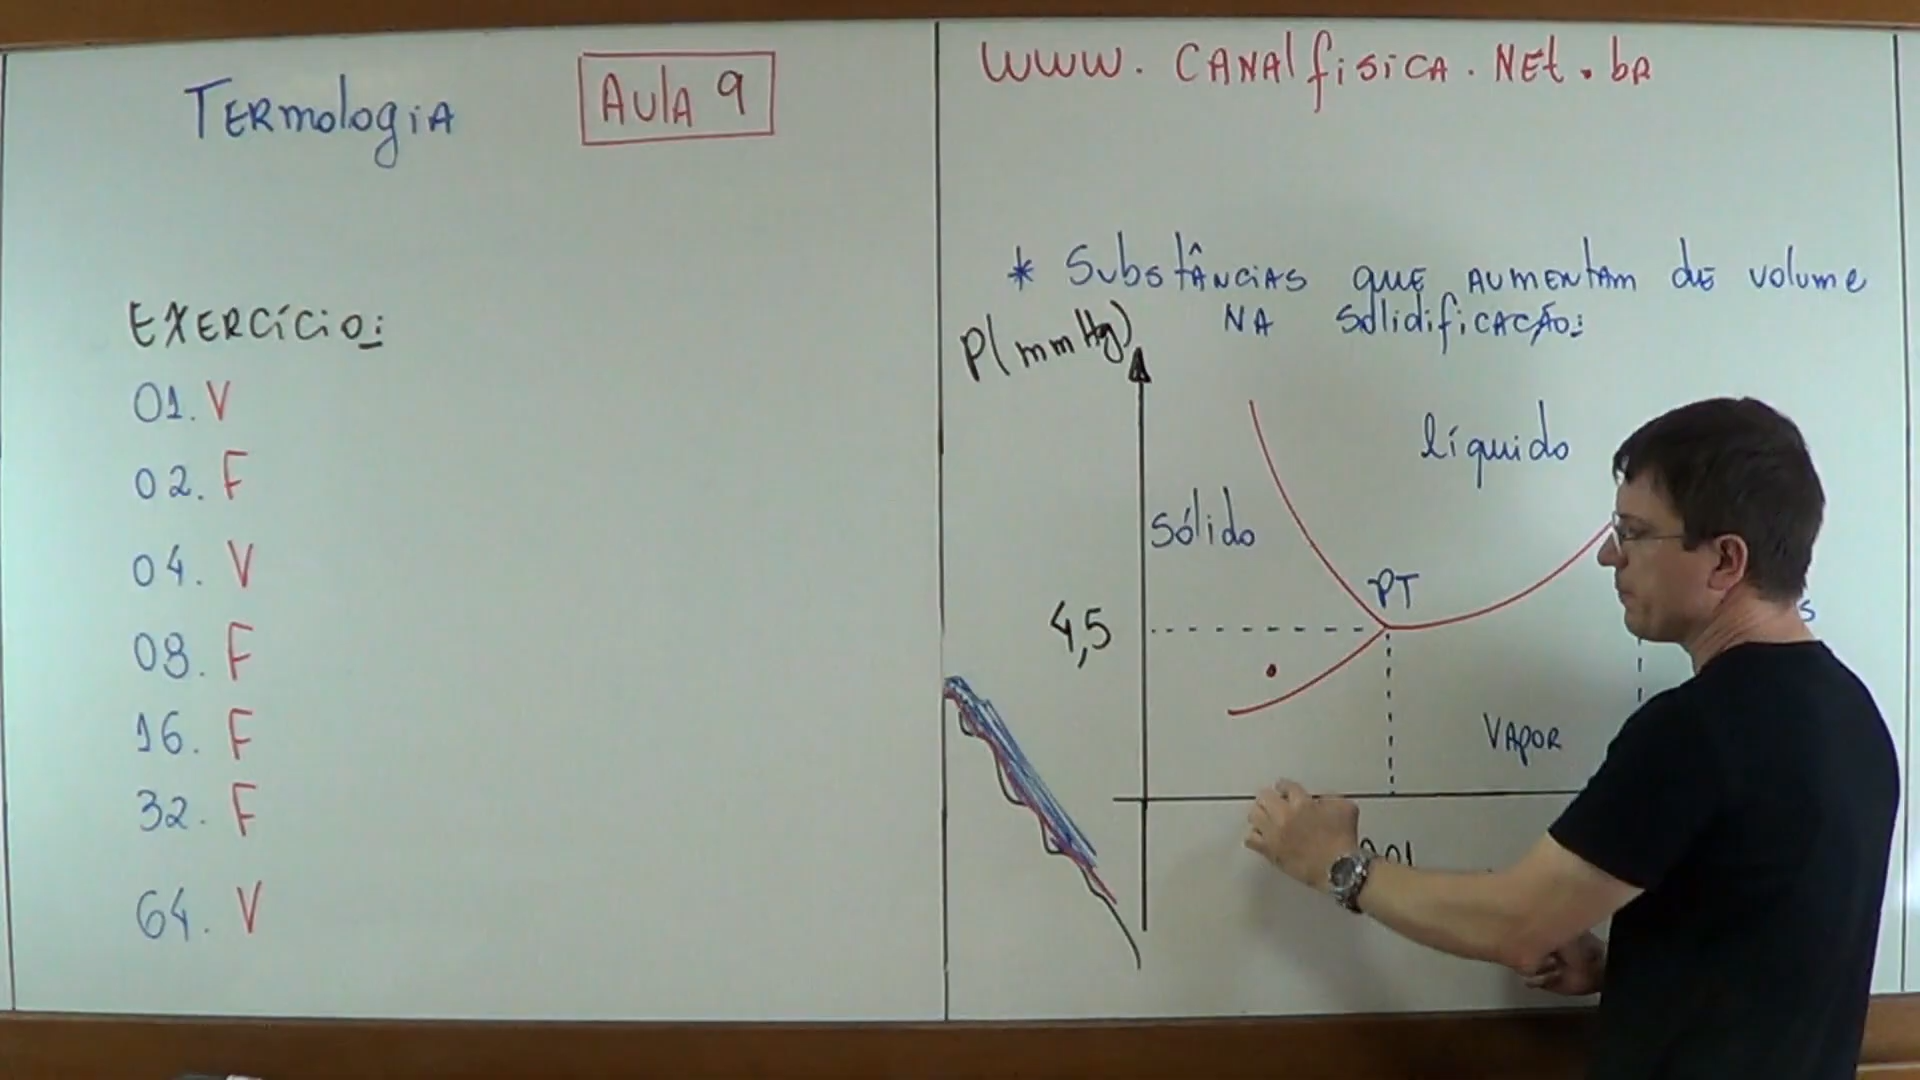 Termologia
Aula 9
Exercício:
01. V
02. F
04. V
08. F
16. F
32. F
64. V
www.canalfisica.net.br
* Substâncias que aumentam de volume
na solidificação:
P(mmHg)
líquido
sólido
PT
4,5
Vapor